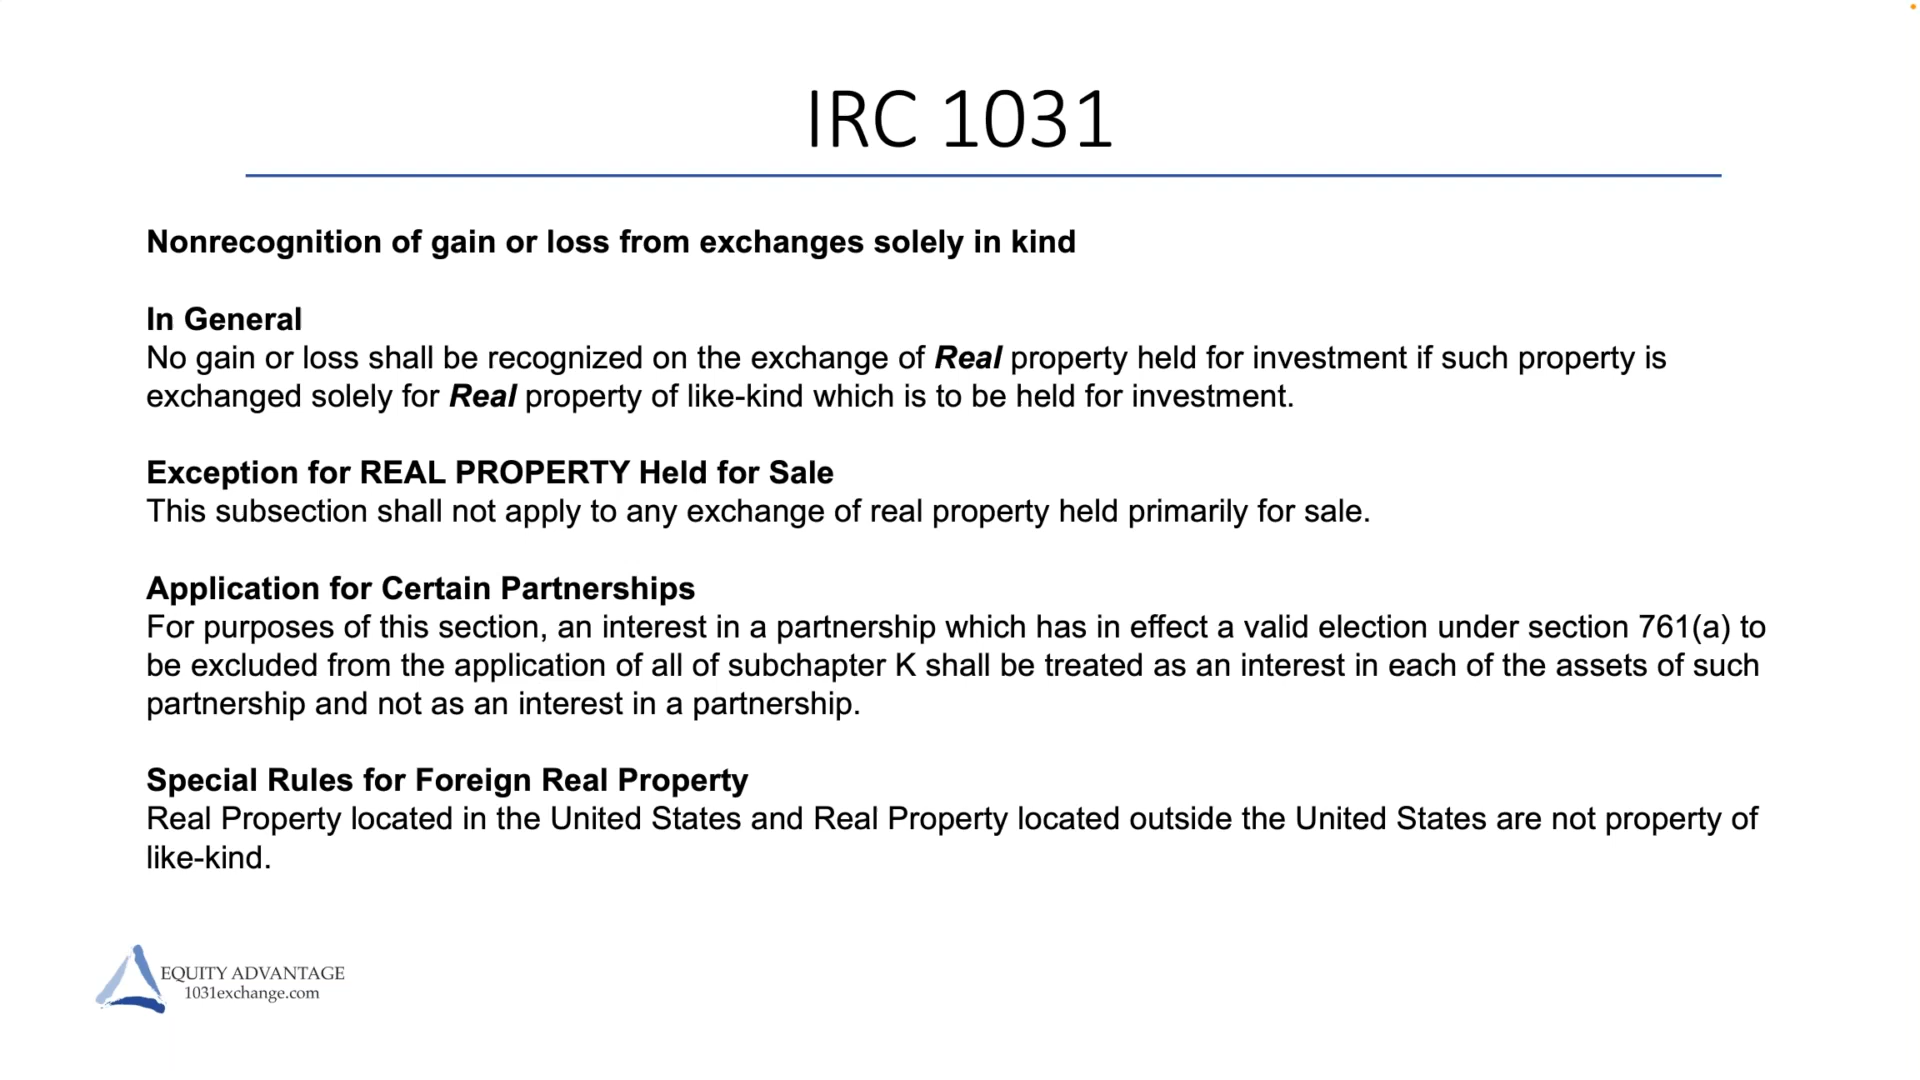 IRC 1031
Nonrecognition of gain or loss from exchanges solely in kind
In General
No gain or loss shall be recognized on the exchange of Real property held for investment if such property is
exchanged solely for Real property of like-kind which is to be held for investment.
Exception for REAL PROPERTY Held for Sale
This subsection shall not apply to any exchange of real property held primarily for sale.
Application for Certain Partnerships
For purposes of this section, an interest in a partnership which has in effect a valid election under section 761(a) to
be excluded from the application of all of subchapter K shall be treated as an interest in each of the assets of such
partnership and not as an interest in a partnership.
Special Rules for Foreign Real Property
Real Property located in the United States and Real Property located outside the United States are not property of
like-kind.
EQUITY ADVANTAGE
1031exchange.com